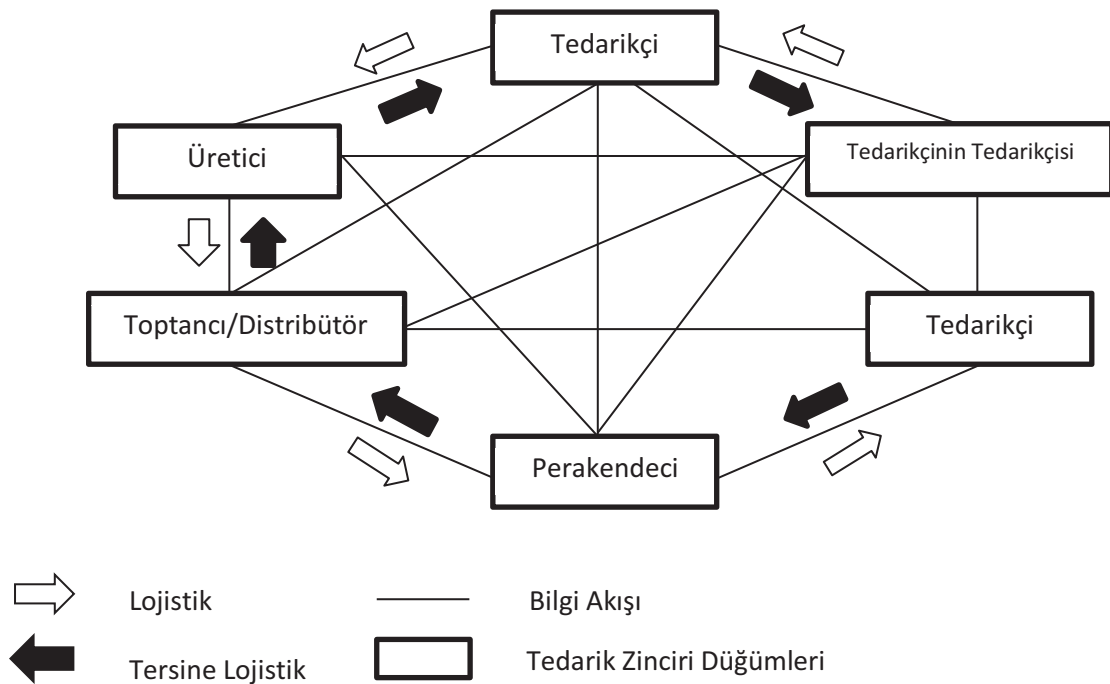 Tedarikçi
Üretici
Tedarikçinin Tedarikçisi
Toptancı/Distribütör
Tedarikçi
Perakendeci
Lojistik
Bilgi Akışı
Tersine Lojistik
Tedarik Zinciri Düğümleri